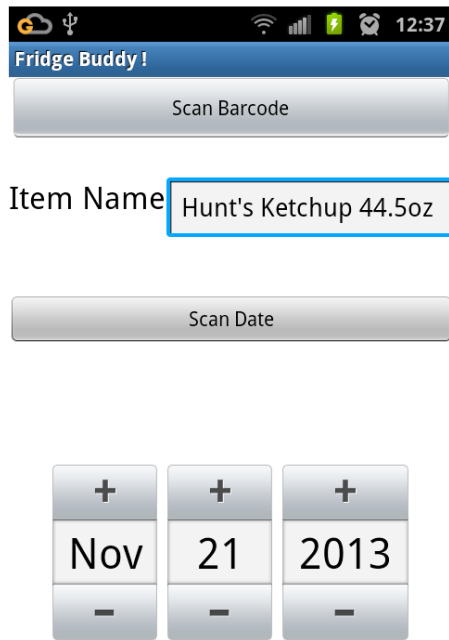 12:37
Fridge Buddy !
Scan Barcode
Item Name Hunt's Ketchup 44.5oz
Scan Date
+ + +
Nov 21 2013
- - -